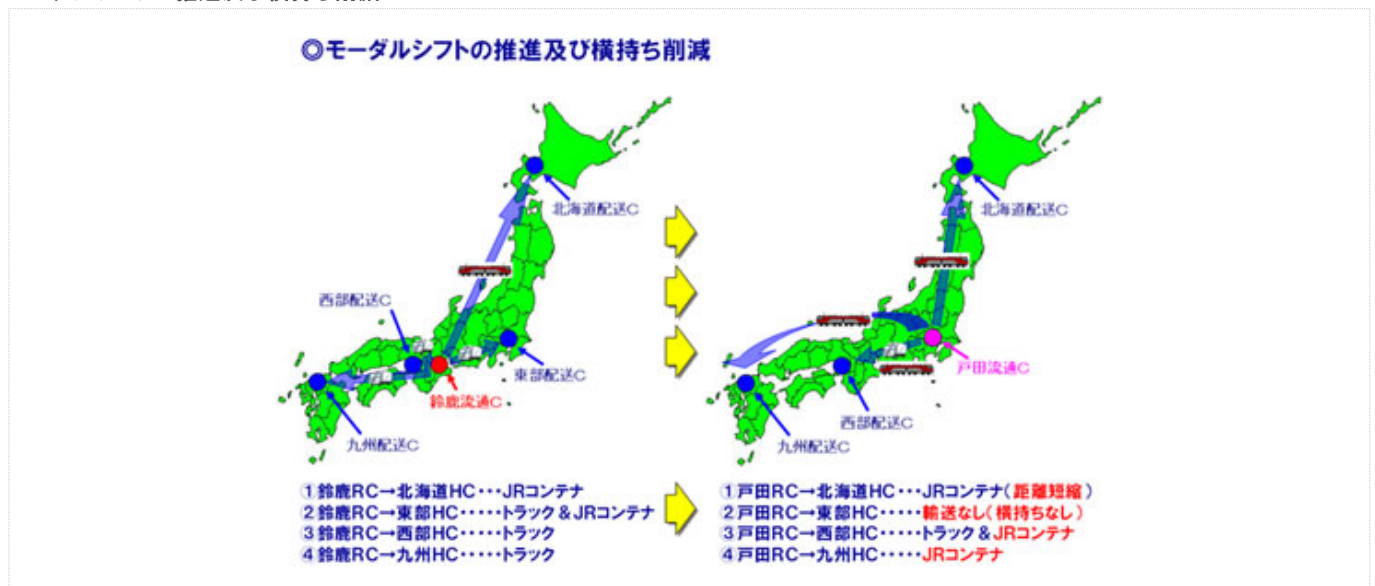 ◎モーダルシフトの推進及び横持ち削減
北海道配送C
西部配送C
東部配送C
鈴鹿流通C
九州配送C
①鈴鹿RC→北海道HC・・・JRコンテナ
②鈴鹿RC→東部HC・・・・・トラック&JRコンテナ
③鈴鹿RC→西部HC・・・・・トラック
④鈴鹿RC→九州HC・・・・・トラック
北海道配送C
戸田流通C
西部配送C
九州配送C
①戸田RC→北海道HC・・・JRコンテナ(距離短縮)
②戸田RC→東部HC・・・・・輸送なし(横持ちなし)
③戸田RC→西部HC・・・・・トラック&JRコンテナ
④戸田RC→九州HC・・・・・JRコンテナ